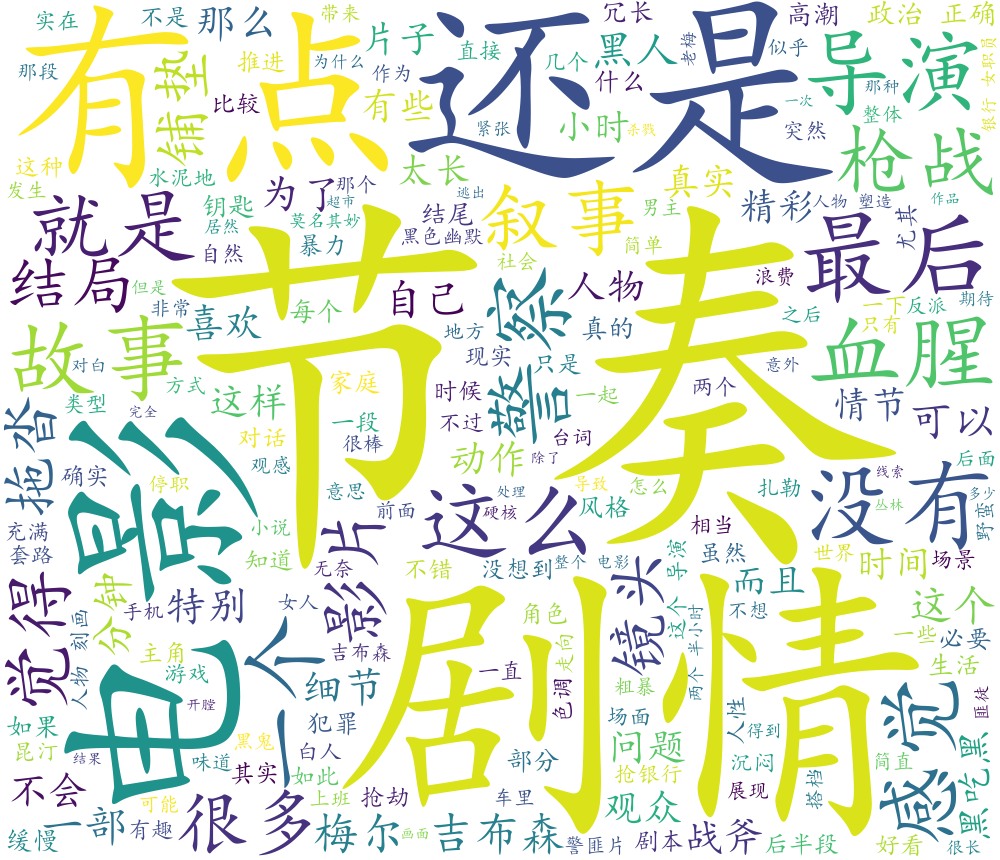 实在
不是
那么
片子
带来
冗长
高潮
政治
正确
有点
还是
导演
那段
推进
为什么
作为
直接
几个
黑人
什么
老梅
似乎
那种
整体
女职员
银行
铺垫
比较
有些
紧张
小时
杀戮
突然
一次
枪战
这种
发生
水泥地
太长
为了
那个
逃出
真实
精彩
人物
塑造
作品
尤其
就是
钥匙
居然
超市
莫名其妙
结尾
黑色幽默
叙事
男主
简单
最后
自然
暴力
社会
浪费
结局
但是
非常
喜欢
每个
自己
节奏
警察
人物
真的
之后
一下
反派
期待
只有
地方
现实
只是
意外
血腥
故事
对白
类型
方式
这样
家庭
时候
一起
两个
情节
可以
拖沓
完全
对话
一段
很棒
不过
台词
除了
电影
确实
停职
观感
意思
动作
导致
怎么
扎勒
没有
线索
后面
多少
丛林
野蛮
充满
套路
小说
知道
前面
无奈
这么
处理
硬核
风格
相当
虽然
觉得
分钟
手机
特别
女人
影片
不错
没想到
整个
电影
镜头
导演
而且
世界
时间
场景
刻画
人物
主角
游戏
开膛
一个
吉布森
细节
剧情
角色
一直
走向
色调
这个
两个
半小时
不想
这个
一些
必要
生活
如果
昆汀
结果
味道
黑鬼
其实
犯罪
白人
如此
粗暴
场面
问题
人性
得到
沉闷
感觉
匪徒
简直
黑吃黑
不会
可能
上班
抢劫
部分
车里
抢银行
观众
展现
搭档
缓慢
一部
有趣
很多
梅尔
画面
吉布森
警匪片
剧本
战斧
后半段
好看
很长